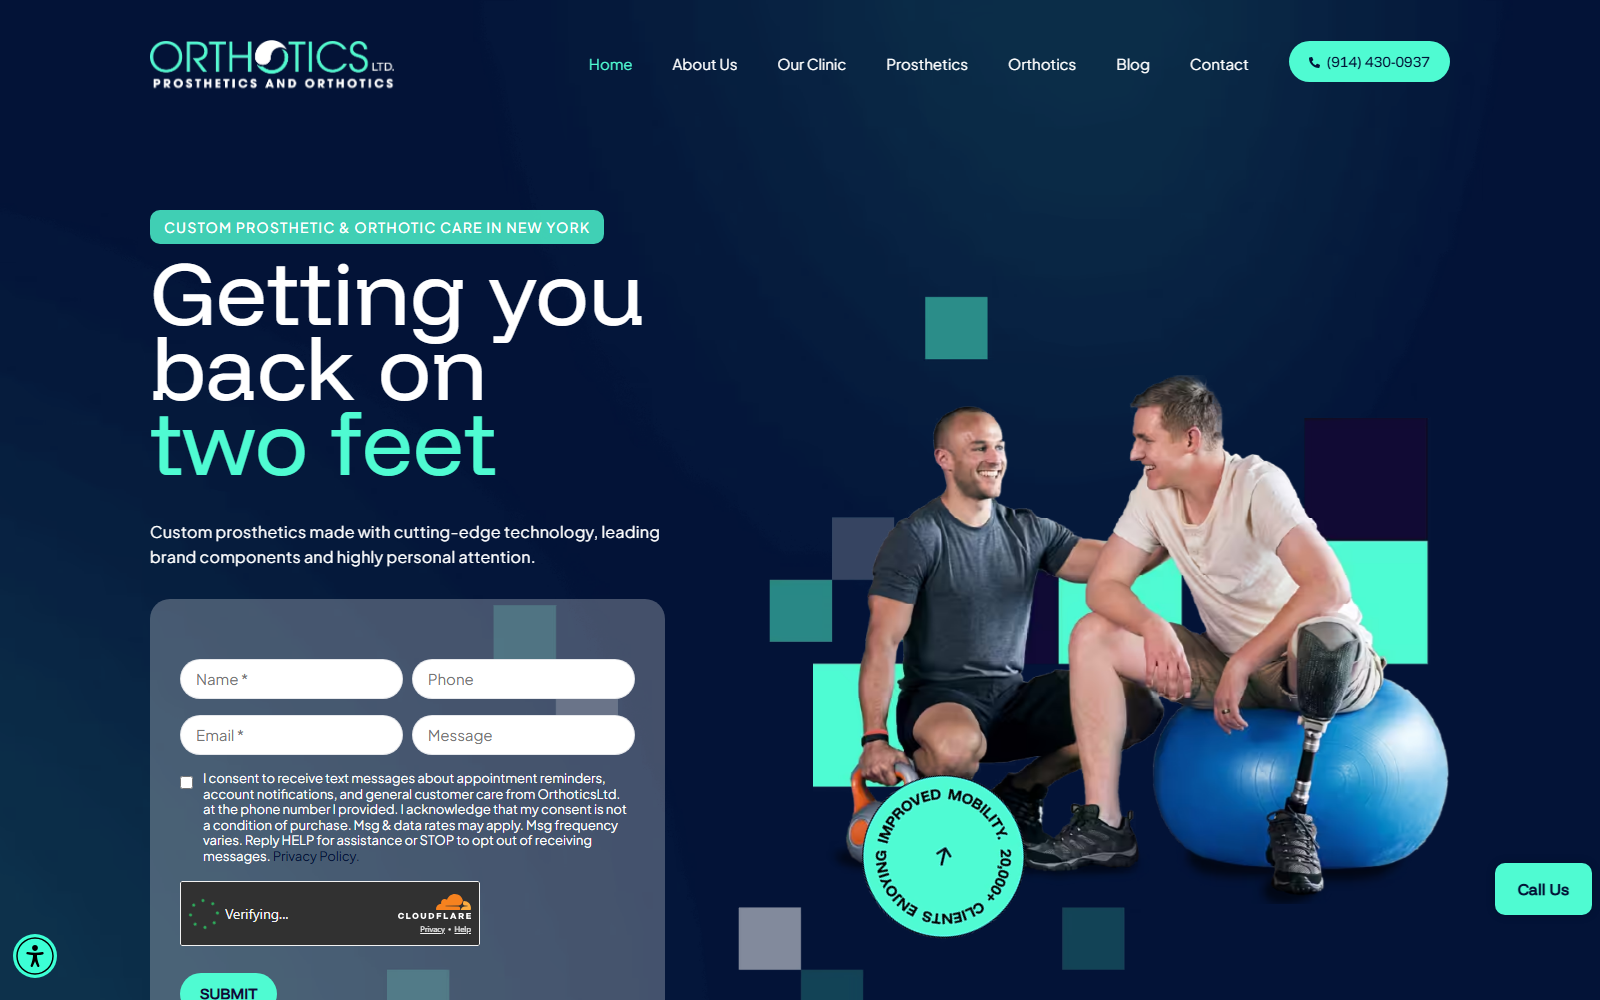 ORTHOTICS LTD.
PROSTHETICS AND ORTHOTICS
Home
About Us
Our Clinic
Prosthetics
Orthotics
Blog
Contact
(914) 430-0937
CUSTOM PROSTHETIC & ORTHOTIC CARE IN NEW YORK
Getting you
back on
two feet
Custom prosthetics made with cutting-edge technology, leading
brand components and highly personal attention.
Name *
Phone
Email *
Message
I consent to receive text messages about appointment reminders,
account notifications, and general customer care from OrthoticsLtd.
at the phone number I provided. I acknowledge that my consent is not
a condition of purchase. Msg & data rates may apply. Msg frequency
varies. Reply HELP for assistance or STOP to opt out of receiving
messages. Privacy Policy.
Verifying...
CLOUDFLARE
Privacy • Help
SUBMIT
20,000+ CLIENTS ENJOYING IMPROVED MOBILITY.
Call Us